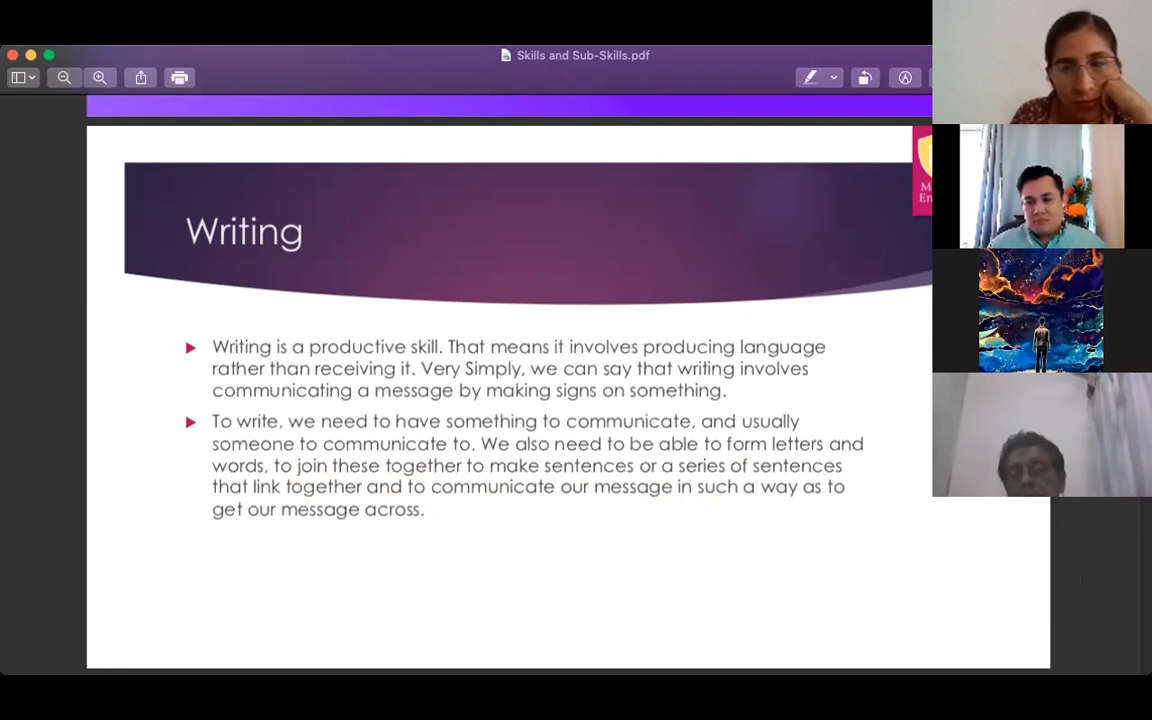 Skills and Sub-Skills.pdf
Writing
Writing is a productive skill. That means it involves producing language
rather than receiving it. Very Simply, we can say that writing involves
communicating a message by making signs on something.
To write, we need to have something to communicate, and usually
someone to communicate to. We also need to be able to form letters and
words, to join these together to make sentences or a series of sentences
that link together and to communicate our message in such a way as to
get our message across.